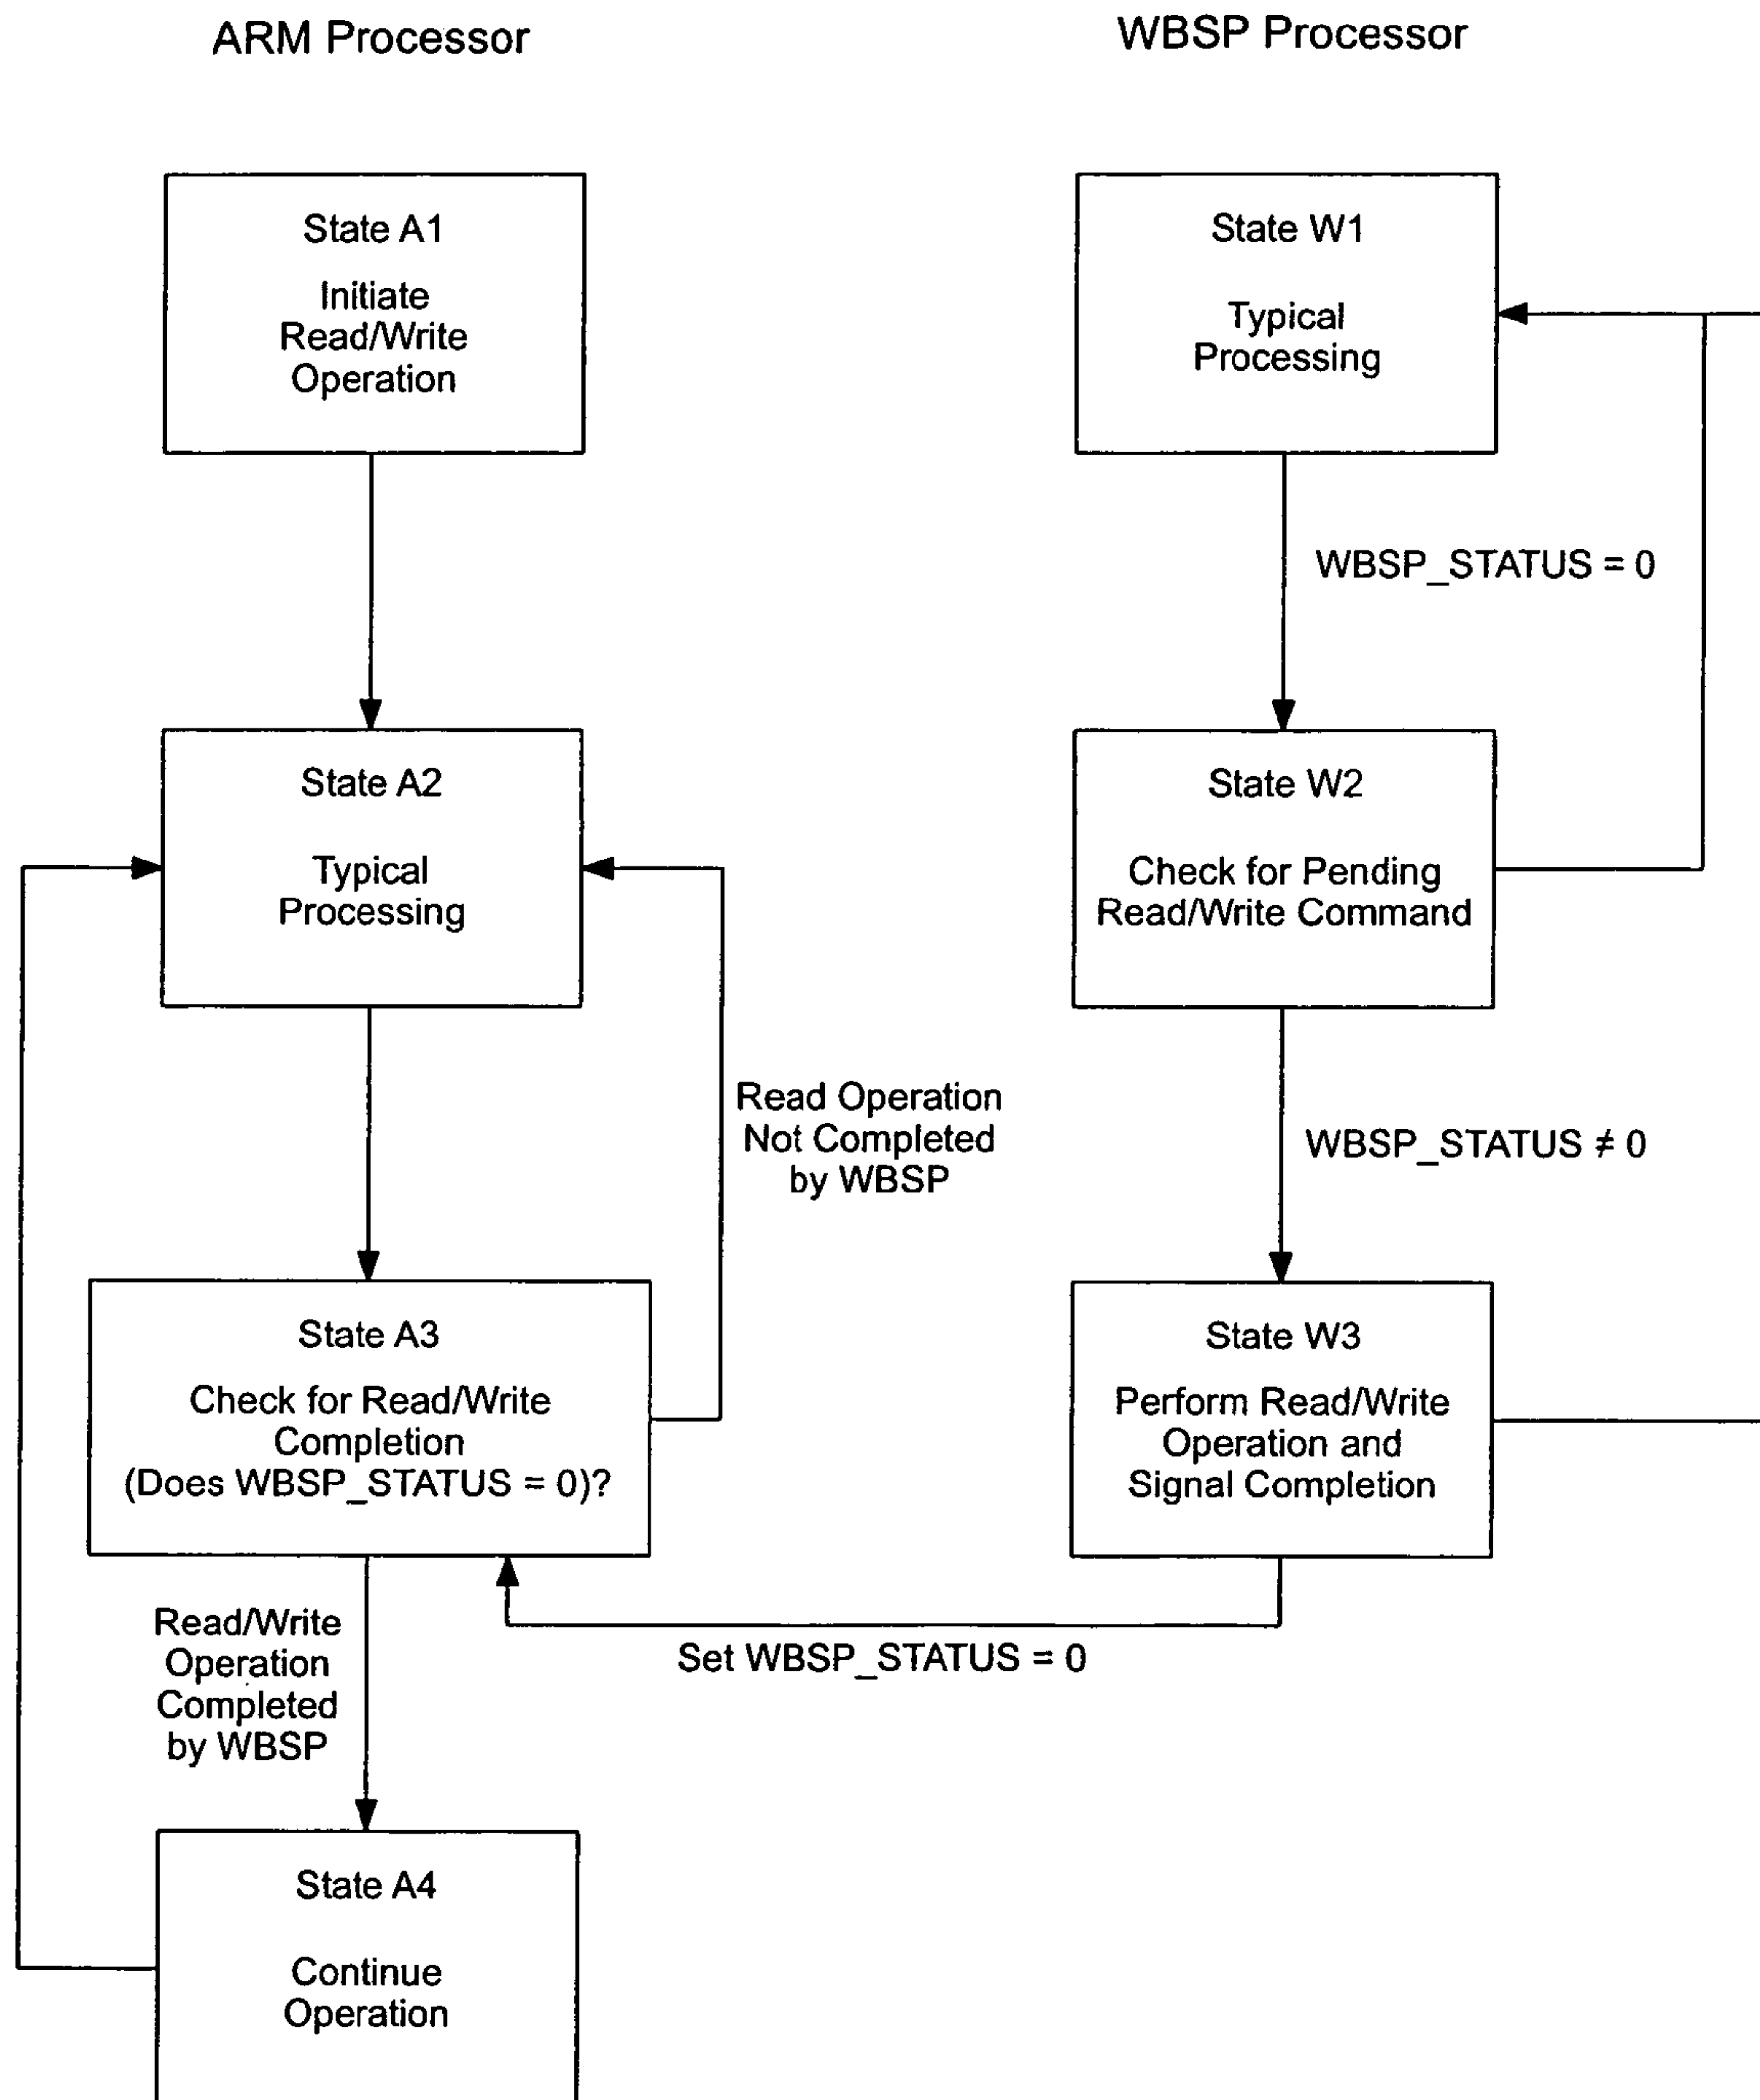 ARM Processor
WBSP Processor
State A1
Initiate
Read/Write
Operation
State W1
Typical
Processing
WBSP_STATUS = 0
State A2
Typical
Processing
State W2
Check for Pending
Read/Write Command
Read Operation
Not Completed
by WBSP
WBSP_STATUS ≠ 0
State A3
Check for Read/Write
Completion
(Does WBSP_STATUS = 0)?
State W3
Perform Read/Write
Operation and
Signal Completion
Read/Write
Operation
Completed
by WBSP
Set WBSP_STATUS = 0
State A4
Continue
Operation